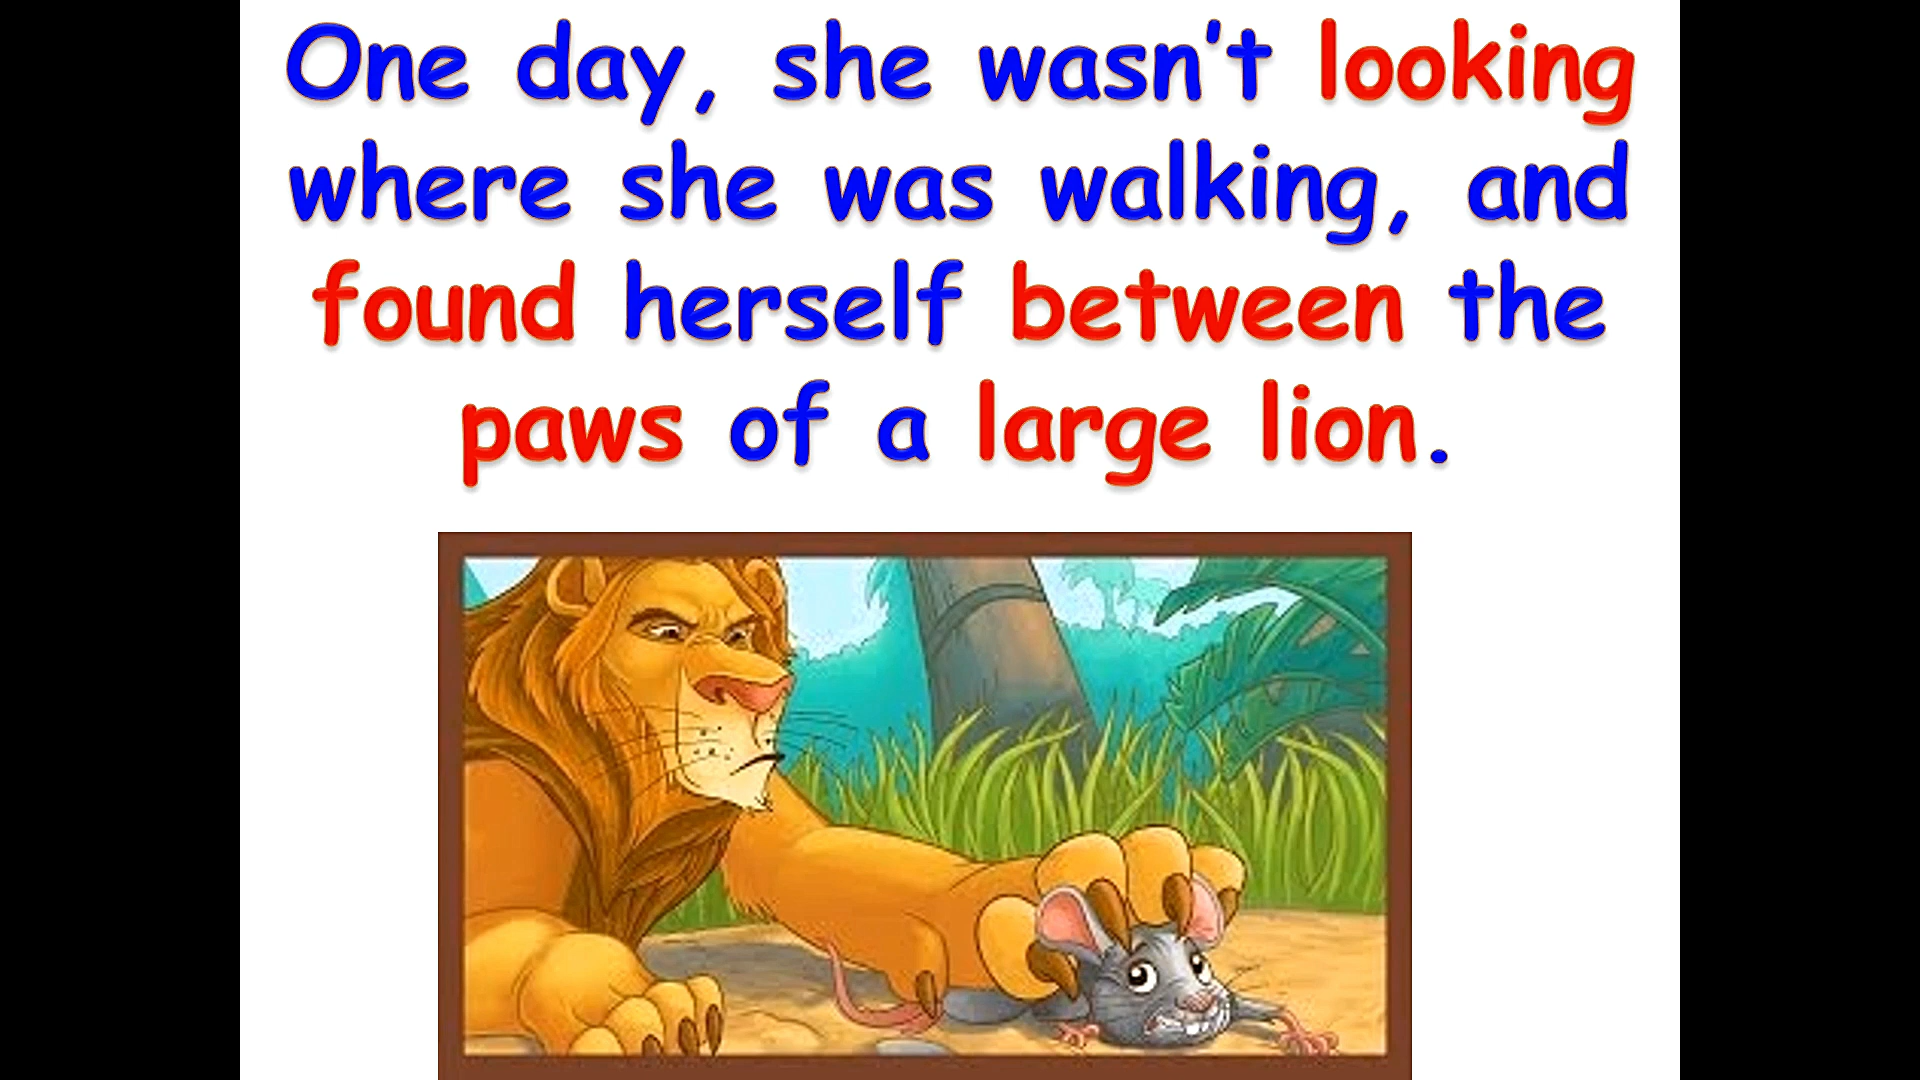 One day, she wasn’t looking
where she was walking, and
found herself between the
paws of a large lion.